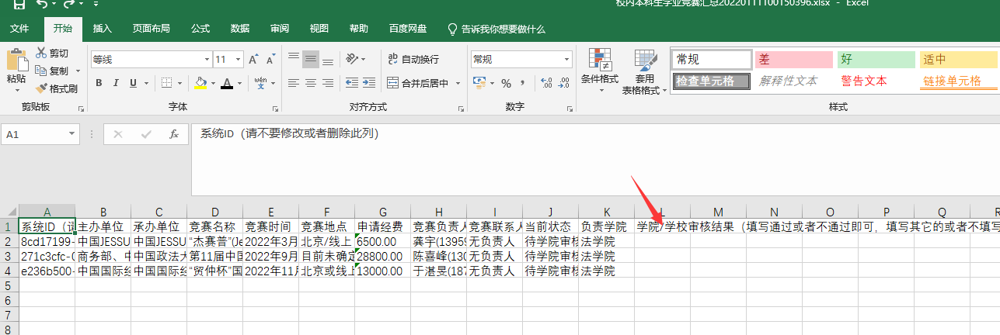 校内本科生学业竞赛汇总20220111100150396.xlsx - Excel
文件 开始 插入 页面布局 公式 数据 审阅 视图 帮助 百度网盘 告诉我你想要做什么
粘贴 剪切 复制 格式刷 剪贴板
等线 11 A A B I U A wén 字体
ab 自动换行 合并后居中 对齐方式
常规 % , 数字
条件格式 套用表格格式
常规 差 好 适中
检查单元格 解释性文本 警告文本 链接单元格
样式
A1 fx 系统ID（请不要修改或者删除此列）
A B C D E F G H I J K L M N O P Q R
1 系统ID（请 主办单位 承办单位 竞赛名称 竞赛时间 竞赛地点 申请经费 竞赛负责人 竞赛联系人 当前状态 负责学院 学院/学校审核结果（填写通过或者不通过即可，填写其它的或者不填写
2 8cd17199- 中国JESSU 中国JESSU “杰赛普”(Je 2022年3月 北京/线上 6500.00 龚宇(13959 无负责人 待学院审核 法学院
3 271c3cfc-0 商务部、中 中国政法大 第11届中国 2022年9月 目前未确定 28800.00 陈喜峰(130 无负责人 待学院审核 法学院
4 e236b500- 中国国际经 中国国际经 “贸仲杯”国 2022年11月 北京或线上 13000.00 于湛旻(187 无负责人 待学院审核 法学院
5
6
7
8